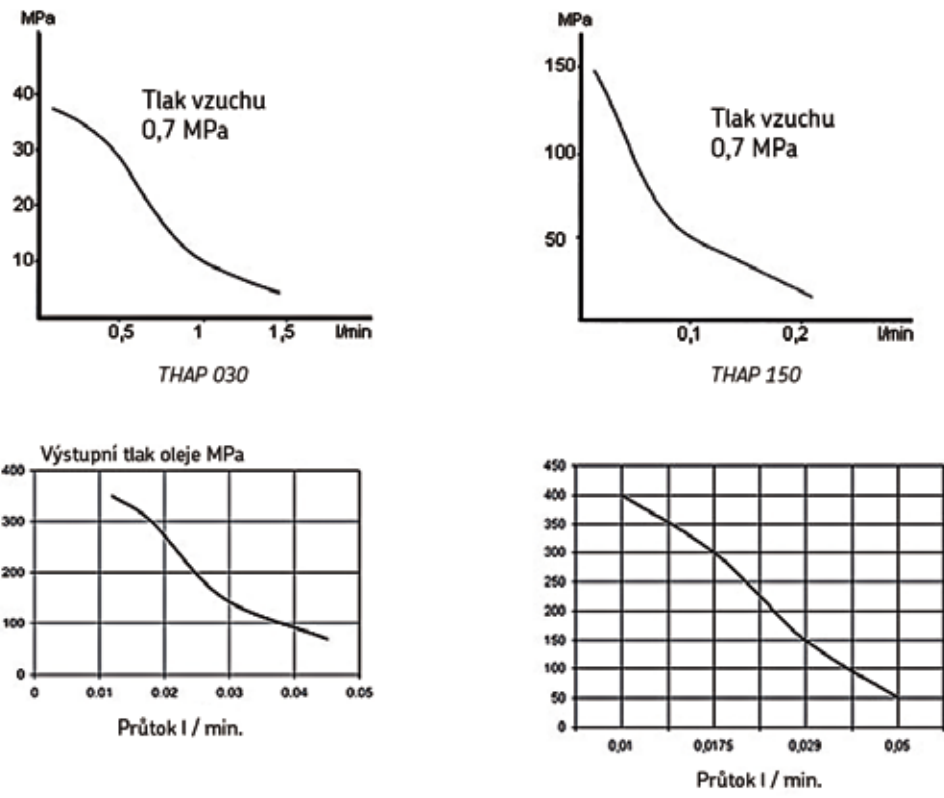 MPa
40
30
20
10
Tlak vzuchu
0,7 MPa
0,5 1 1,5 l/min
THAP 030
MPa
150
100
50
Tlak vzuchu
0,7 MPa
0,1 0,2 l/min
THAP 150
Výstupní tlak oleje MPa
400
300
200
100
0
0 0.01 0.02 0.03 0.04 0.05
Průtok l / min.
450
400
350
300
250
200
150
100
50
0
0,01 0,0175 0,029 0,05
Průtok l / min.